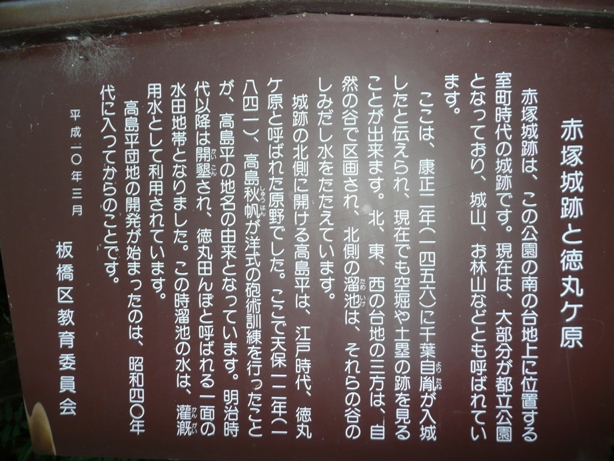 赤塚城跡と徳丸ケ原
赤塚城跡は、この公園の南の台地上に位置する
室町時代の城跡です。現在は、大部分が都立公園
となっており、城山、お林山などとも呼ばれてい
ます。
ここは、康正二年(一四五六)に千葉自胤が入城
したと伝えられ、現在でも空堀や土塁の跡を見る
ことが出来ます。北、東、西の台地の三方は、自
然の谷で区画され、北側の溜池は、それらの谷の
しみだし水をたたえています。
城跡の北側に開ける高島平は、江戸時代、徳丸
ケ原と呼ばれた原野でした。ここで天保一二年(一
八四一)、高島秋帆が洋式の砲術訓練を行ったこと
が、高島平の地名の由来となっています。明治時
代以降は開墾され、徳丸田んぼと呼ばれる一面の
水田地帯となりました。この時溜池の水は、灌漑
用水として利用されています。
高島平団地の開発が始まったのは、昭和四〇年
代に入ってからのことです。
平成一〇年三月
板橋区教育委員会